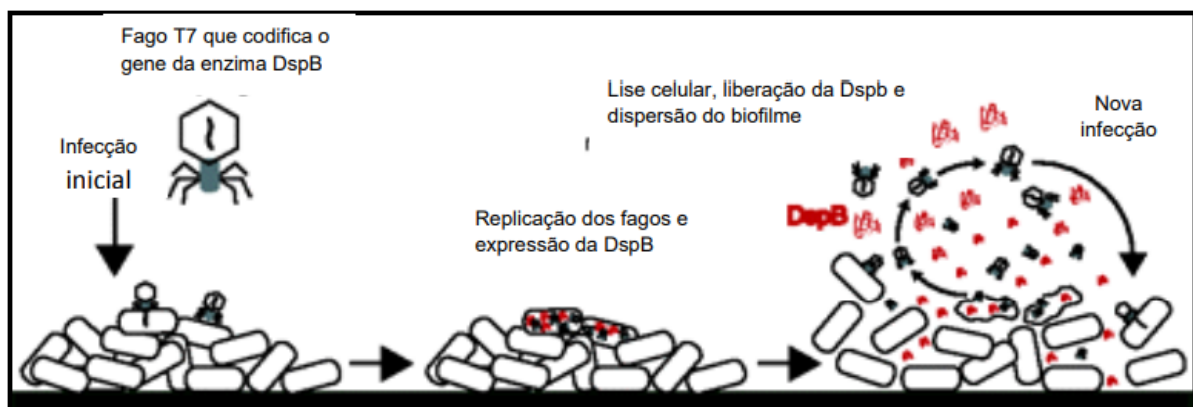 Fago T7 que codifica o
gene da enzima DspB
Infecção
inicial
Replicação dos fagos e
expressão da DspB
Lise celular, liberação da Dspb e
dispersão do biofilme
DspB
Nova
infecção